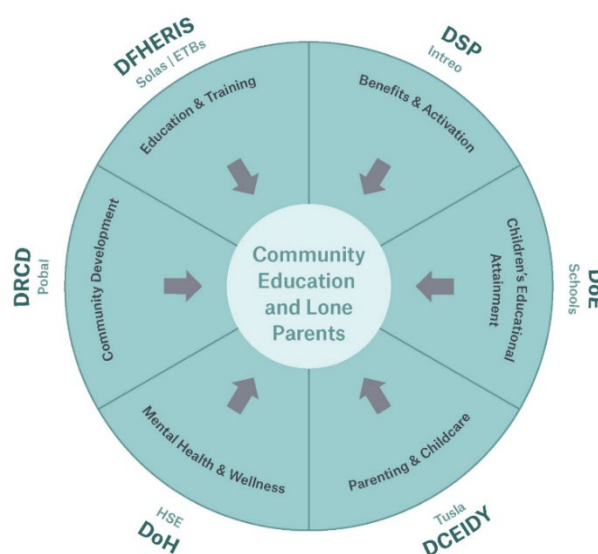 DFHERIS
Solas | ETBs
Education & Training
DSP
Intreo
Benefits & Activation
DoE
Schools
Children's Educational
Attainment
DCEIDY
Tusla
Parenting & Childcare
DoH
HSE
Mental Health & Wellness
DRCD
Pobal
Community Development
Community
Education
and Lone
Parents